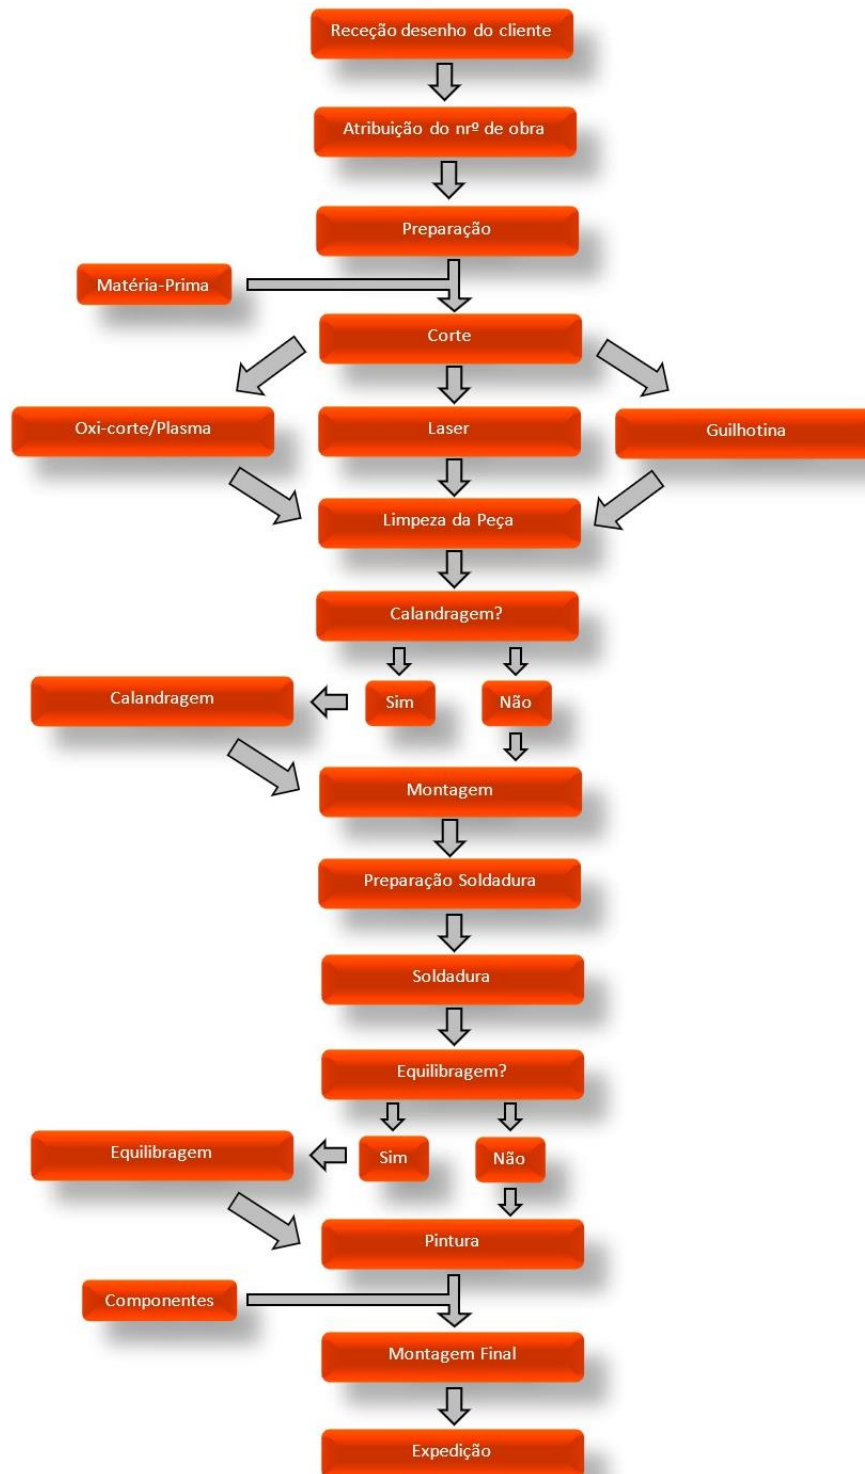 Receção desenho do cliente
Atribuição do nrº de obra
Preparação
Matéria-Prima
Corte
Oxi-corte/Plasma
Laser
Guilhotina
Limpeza da Peça
Calandragem?
Calandragem
Sim
Não
Montagem
Preparação Soldadura
Soldadura
Equilibragem?
Equilibragem
Sim
Não
Pintura
Componentes
Montagem Final
Expedição